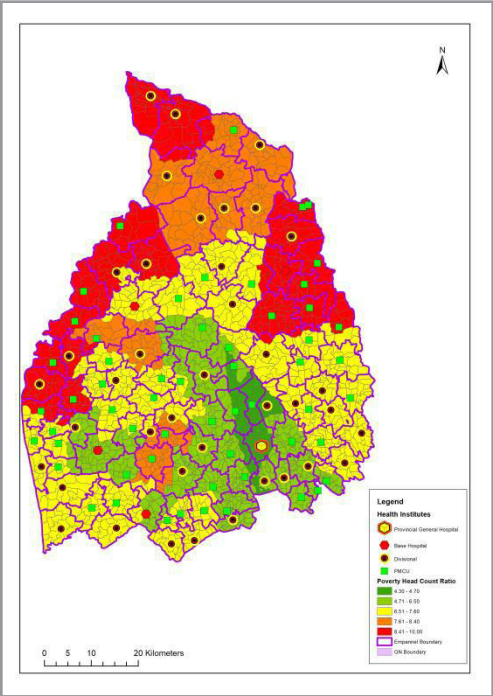 N
Legend
Health Institutes
Provincial General Hospital
Base Hospital
Divisional
PMCU
Poverty Head Count Ratio
4.30 - 4.70
4.71 - 6.50
6.51 - 7.60
7.61 - 8.40
8.41 - 10.00
Empannel Boundary
GN Boundary
0 5 10 20 Kilometers